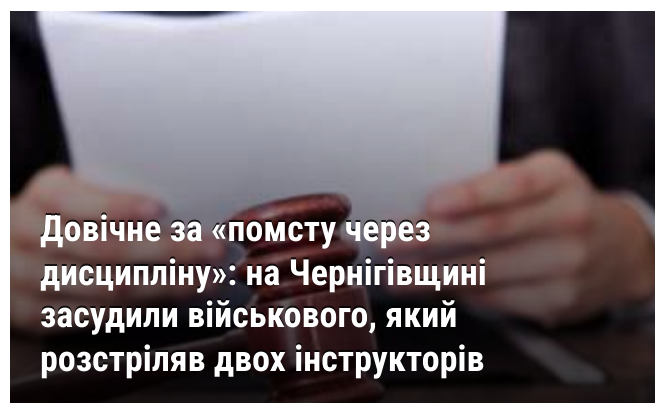 Довічне за «помсту через
дисципліну»: на Чернігівщині
засудили військового, який
розстріляв двох інструкторів